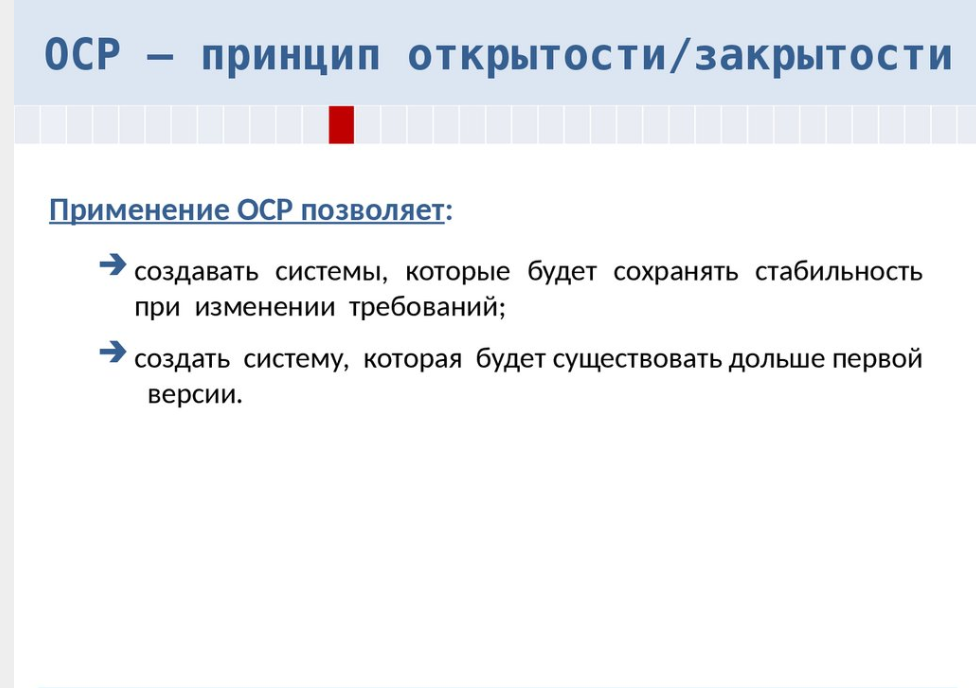 OCP – принцип открытости/закрытости
Применение OCP позволяет:
создавать системы, которые будет сохранять стабильность
при изменении требований;
создать систему, которая будет существовать дольше первой
версии.